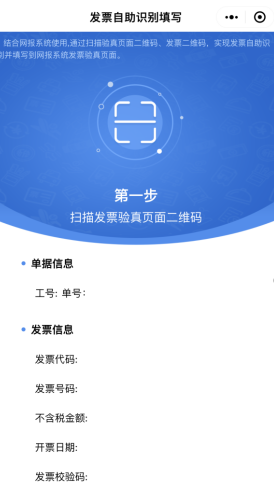 发票自助识别填写
结合网报系统使用,通过扫描验真页面二维码、发票二维码，实现发票自助识
别并填写到网报系统发票验真页面。
第一步
扫描发票验真页面二维码
单据信息
工号: 单号:
发票信息
发票代码:
发票号码:
不含税金额:
开票日期:
发票校验码: